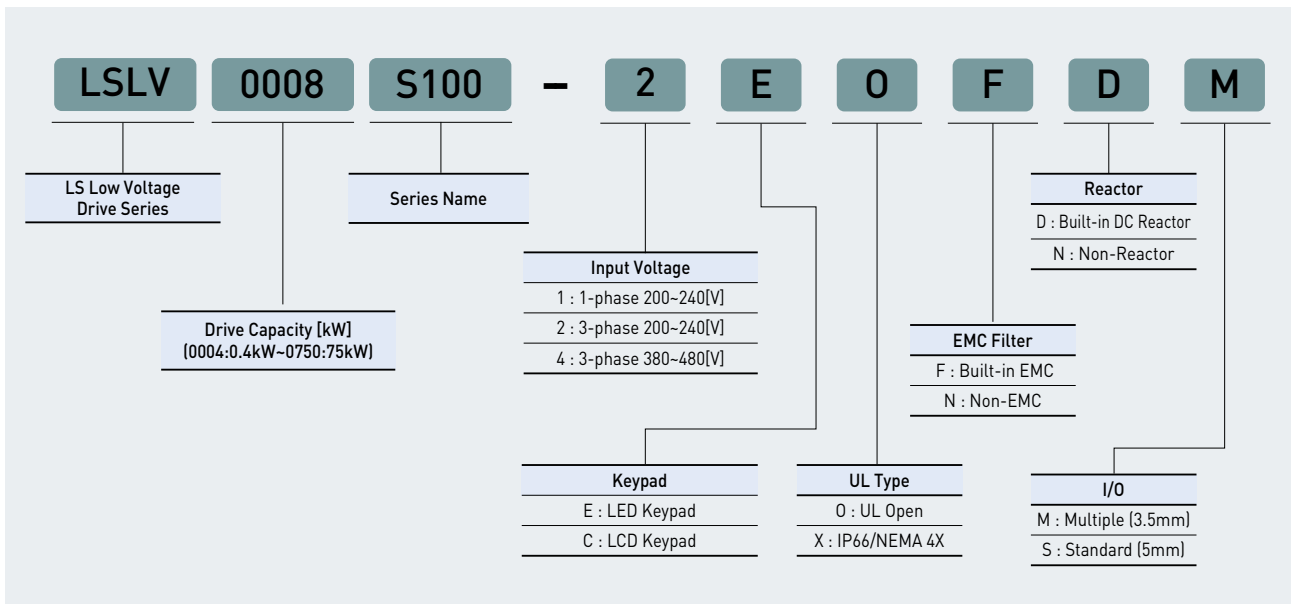 LSLV 0008 S100 - 2 E O F D M
LS Low Voltage
Drive Series
Drive Capacity [kW]
(0004:0.4kW~0750:75kW)
Series Name
Input Voltage
1 : 1-phase 200~240[V]
2 : 3-phase 200~240[V]
4 : 3-phase 380~480[V]
Keypad
E : LED Keypad
C : LCD Keypad
UL Type
O : UL Open
X : IP66/NEMA 4X
EMC Filter
F : Built-in EMC
N : Non-EMC
Reactor
D : Built-in DC Reactor
N : Non-Reactor
I/O
M : Multiple (3.5mm)
S : Standard (5mm)